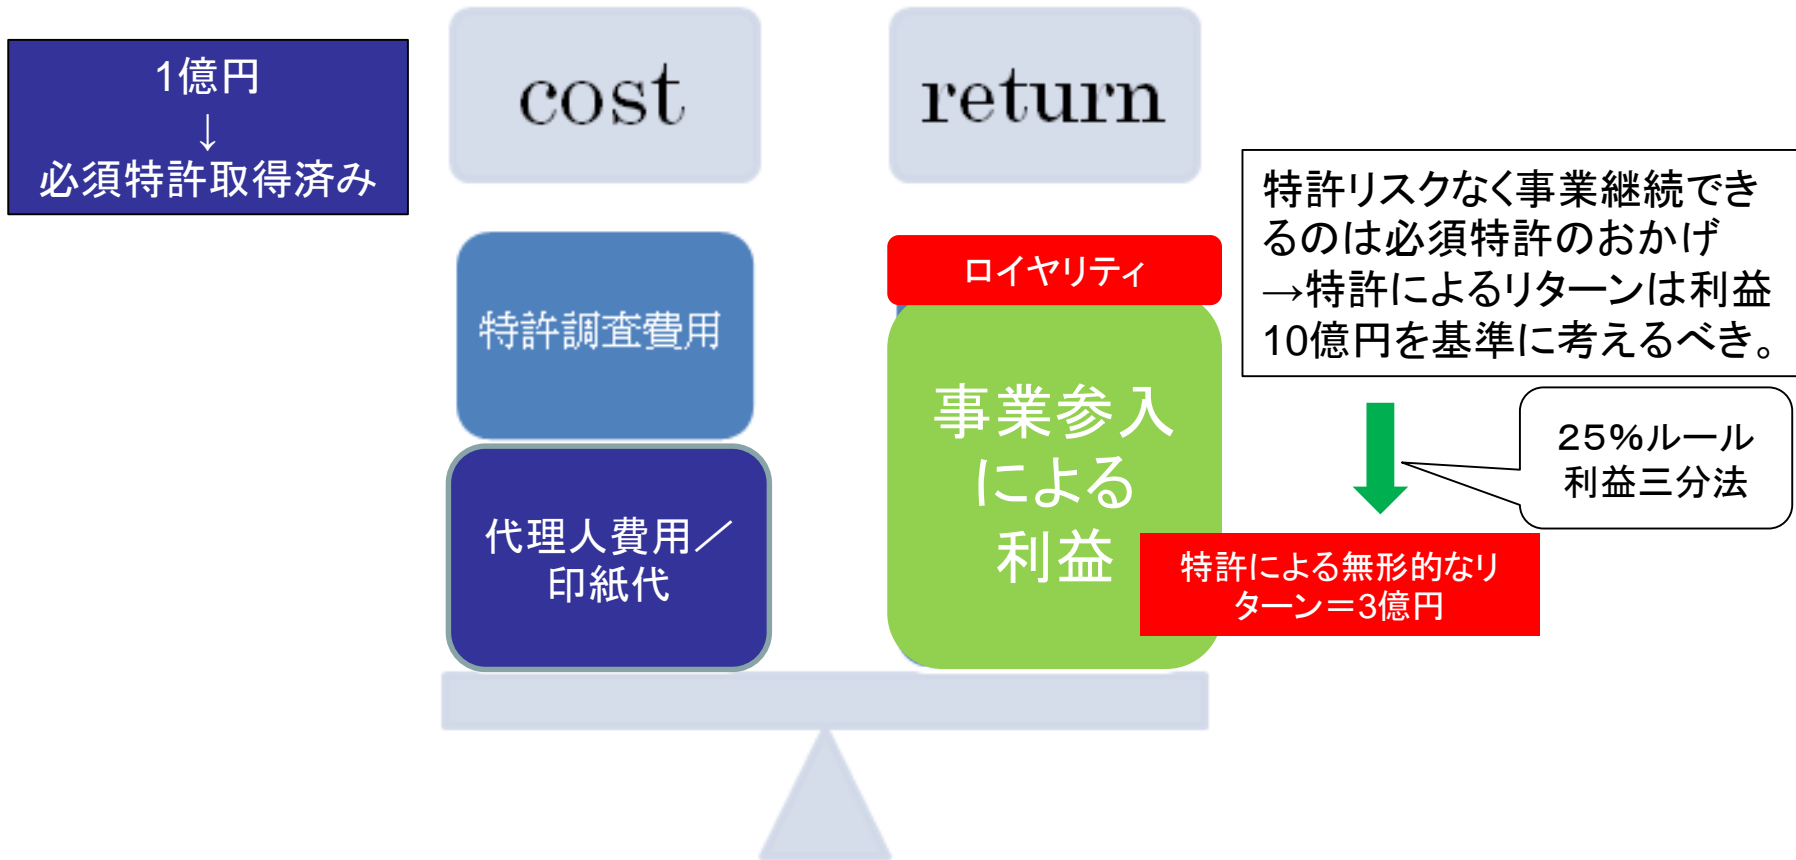 1億円
↓
必須特許取得済み
cost
return
特許調査費用
代理人費用／
印紙代
ロイヤリティ
事業参入
による
利益
特許リスクなく事業継続でき
るのは必須特許のおかげ
→特許によるリターンは利益
10億円を基準に考えるべき。
25%ルール
利益三分法
特許による無形的なリ
ターン＝3億円